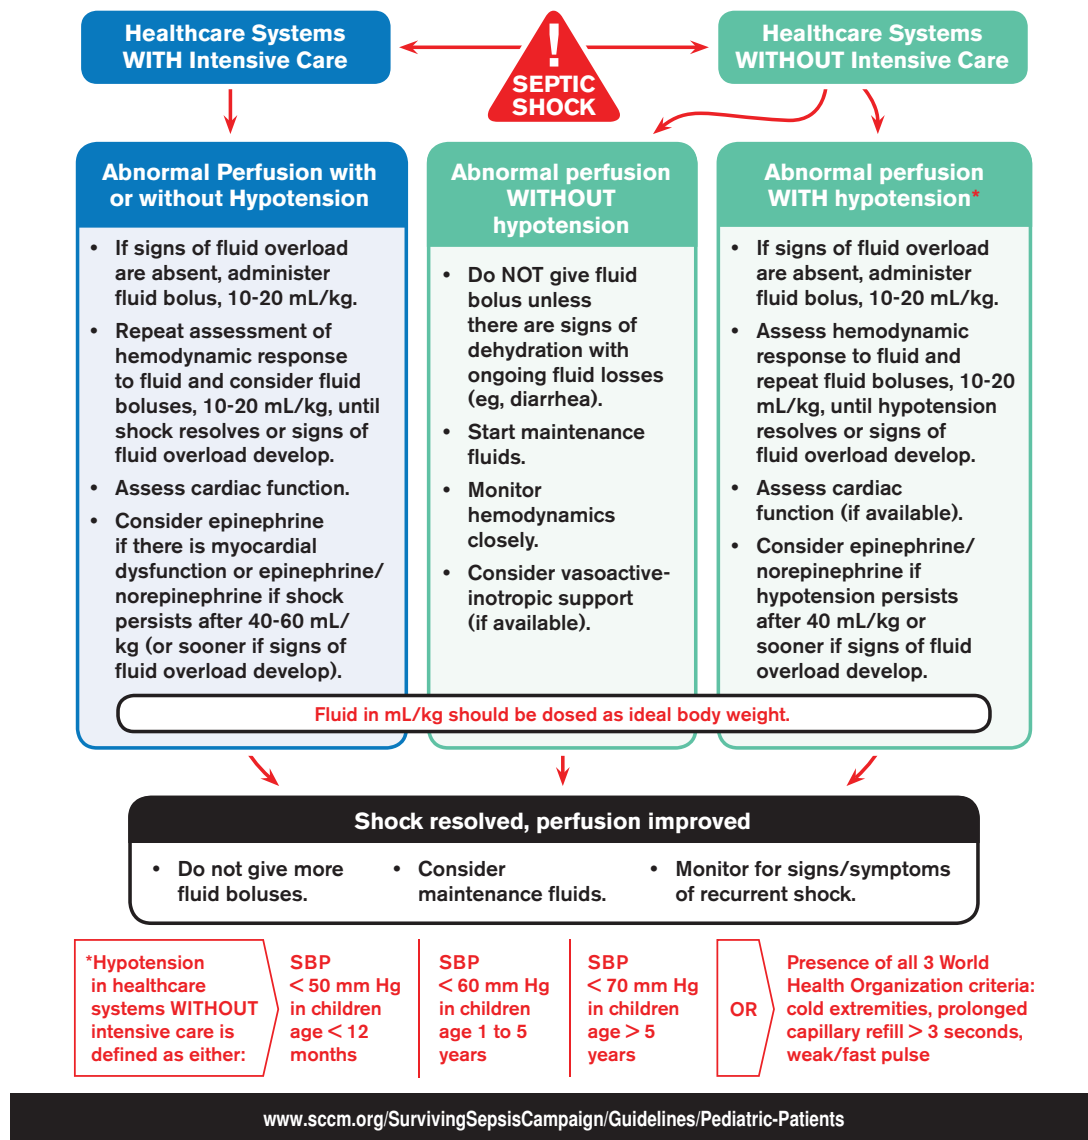 Healthcare Systems
WITH Intensive Care
!
SEPTIC
SHOCK
Healthcare Systems
WITHOUT Intensive Care
Abnormal Perfusion with
or without Hypotension
• If signs of fluid overload
are absent, administer
fluid bolus, 10-20 mL/kg.
• Repeat assessment of
hemodynamic response
to fluid and consider fluid
boluses, 10-20 mL/kg, until
shock resolves or signs of
fluid overload develop.
• Assess cardiac function.
• Consider epinephrine
if there is myocardial
dysfunction or epinephrine/
norepinephrine if shock
persists after 40-60 mL/
kg (or sooner if signs of
fluid overload develop).
Abnormal perfusion
WITHOUT
hypotension
• Do NOT give fluid
bolus unless
there are signs of
dehydration with
ongoing fluid losses
(eg, diarrhea).
• Start maintenance
fluids.
• Monitor
hemodynamics
closely.
• Consider vasoactive-
inotropic support
(if available).
Abnormal perfusion
WITH hypotension*
• If signs of fluid overload
are absent, administer
fluid bolus, 10-20 mL/kg.
• Assess hemodynamic
response to fluid and
repeat fluid boluses, 10-20
mL/kg, until hypotension
resolves or signs of
fluid overload develop.
• Assess cardiac
function (if available).
• Consider epinephrine/
norepinephrine if
hypotension persists
after 40 mL/kg or
sooner if signs of fluid
overload develop.
Fluid in mL/kg should be dosed as ideal body weight.
Shock resolved, perfusion improved
• Do not give more
fluid boluses.
• Consider
maintenance fluids.
• Monitor for signs/symptoms
of recurrent shock.
*Hypotension
in healthcare
systems WITHOUT
intensive care is
defined as either:
SBP
< 50 mm Hg
in children
age < 12
months
SBP
< 60 mm Hg
in children
age 1 to 5
years
SBP
< 70 mm Hg
in children
age > 5
years
OR
Presence of all 3 World
Health Organization criteria:
cold extremities, prolonged
capillary refill > 3 seconds,
weak/fast pulse
www.sccm.org/SurvivingSepsisCampaign/Guidelines/Pediatric-Patients